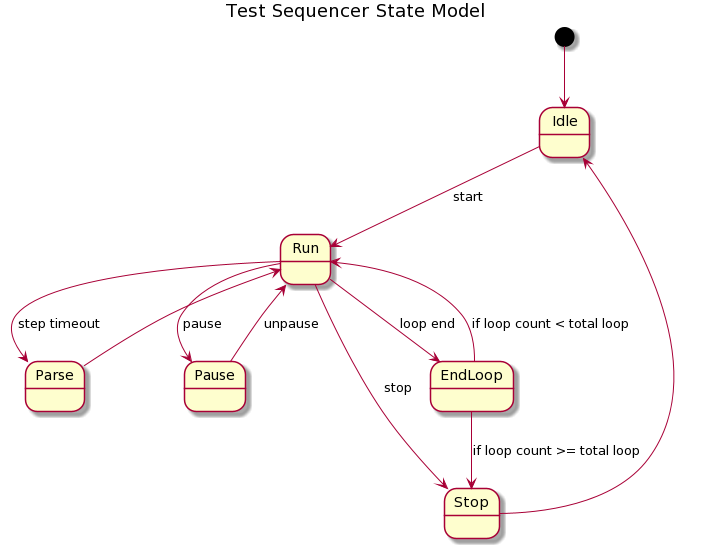 Test Sequencer State Model
Idle
start
Run
step timeout
pause
unpause
loop end
if loop count < total loop
Parse
Pause
EndLoop
stop
if loop count >= total loop
Stop